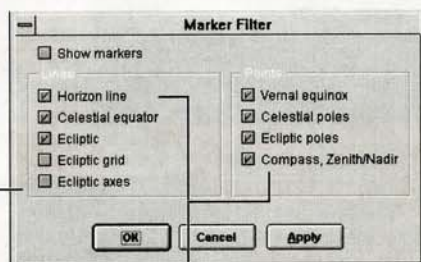 Marker Filter
Show markers
Lines
Horizon line
Celestial equator
Ecliptic
Ecliptic grid
Ecliptic axes
Points
Vernal equinox
Celestial poles
Ecliptic poles
Compass, Zenith/Nadir
OK
Cancel
Apply